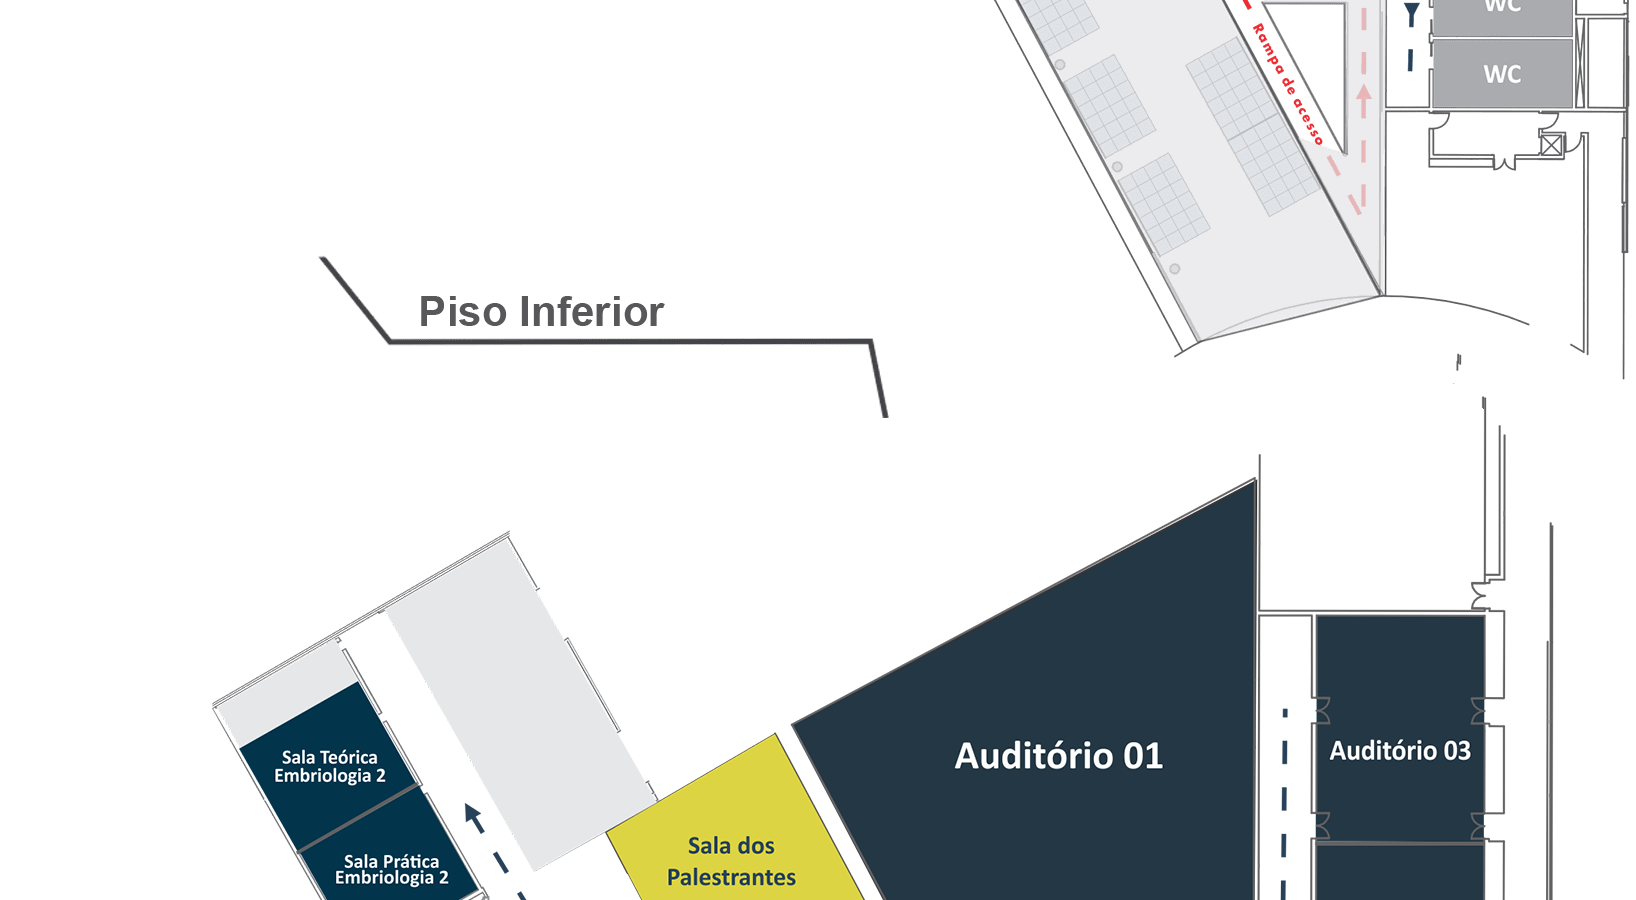 WC
WC
Rampa de acesso
Piso Inferior
Auditório 01
Auditório 03
Sala Teórica
Embriologia 2
Sala dos
Palestrantes
Sala Prática
Embriologia 2